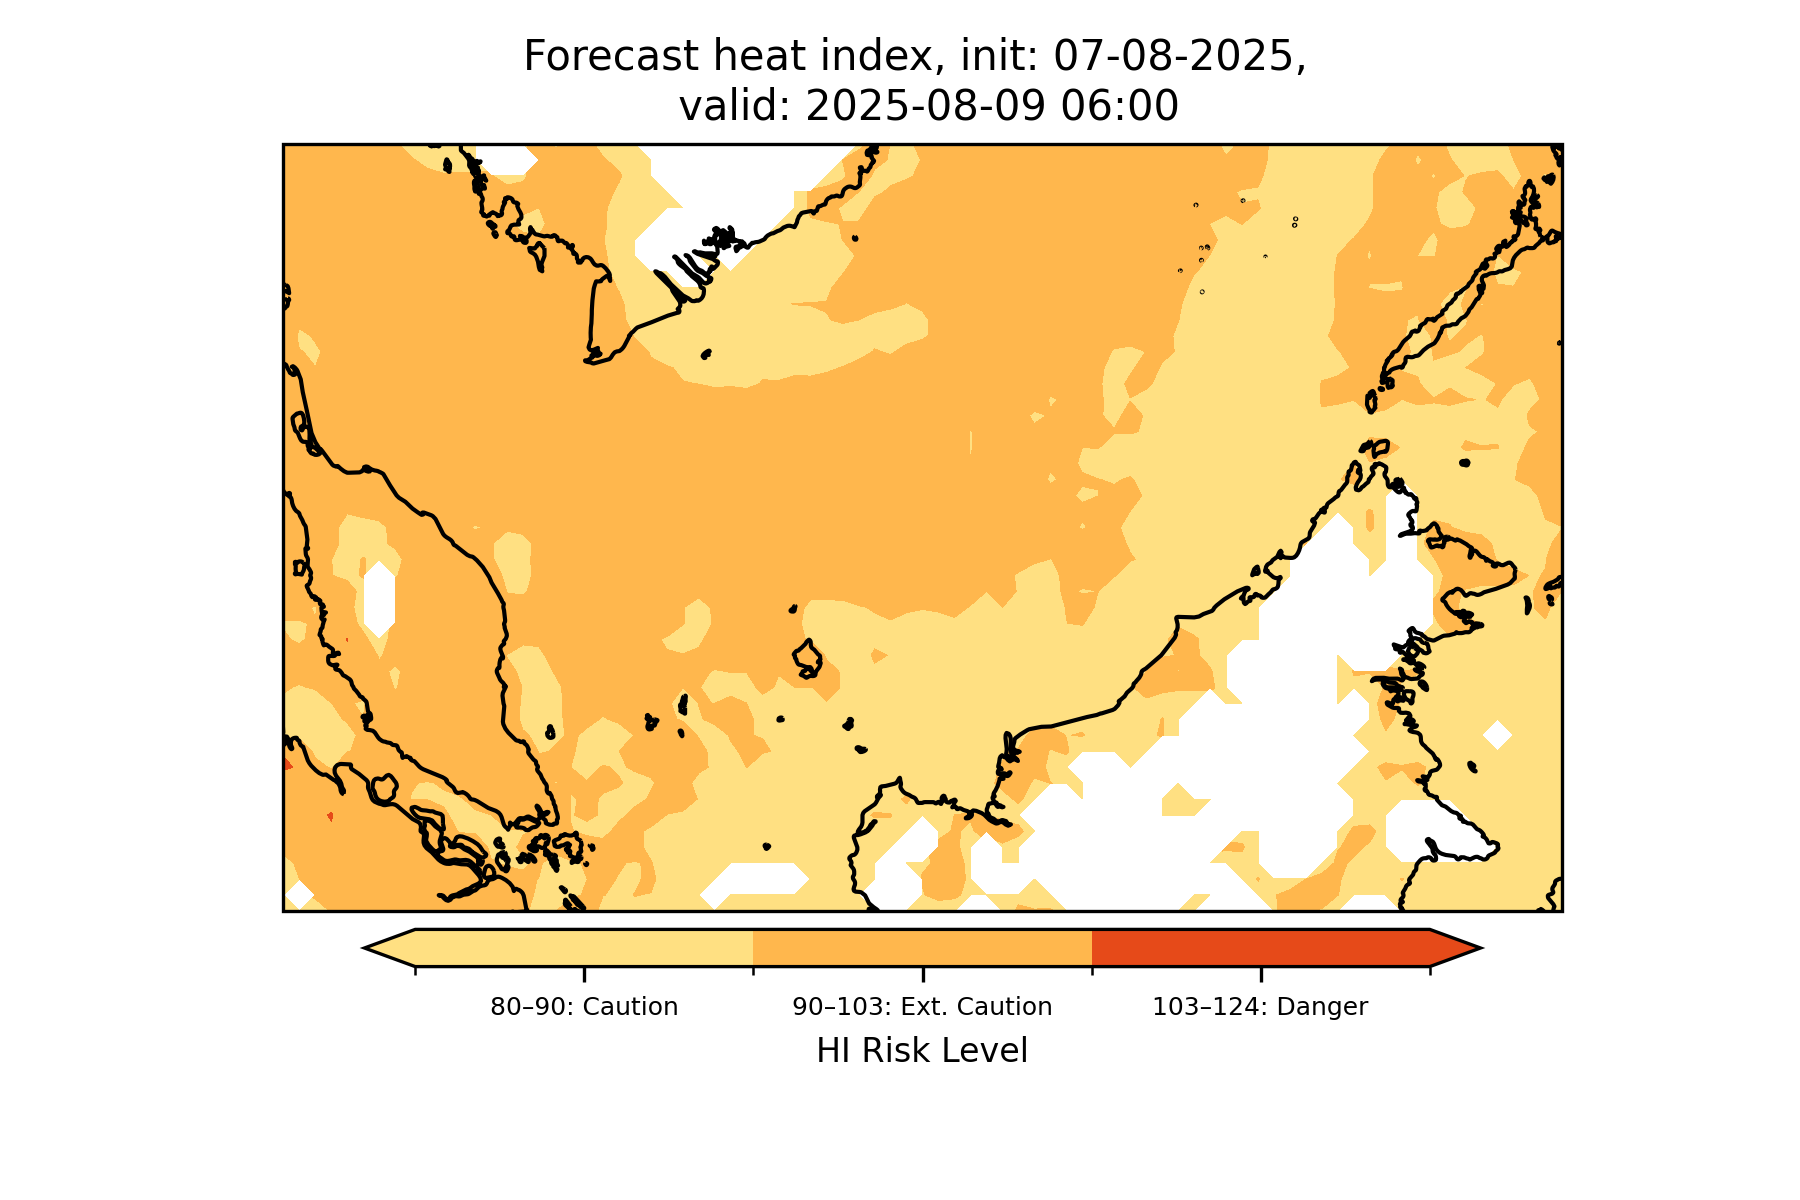 Forecast heat index, init: 07-08-2025,
valid: 2025-08-09 06:00
80–90: Caution
90–103: Ext. Caution
103–124: Danger
HI Risk Level